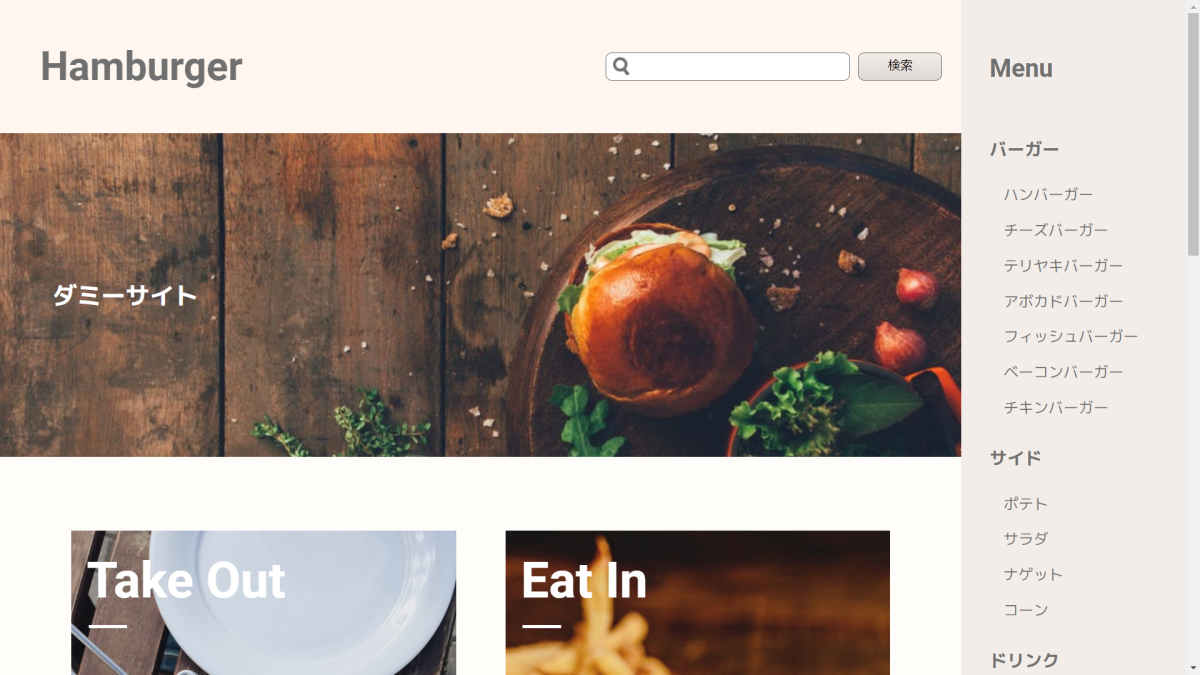 Hamburger
検索
ダミーサイト
Take Out
Eat In
Menu
バーガー
ハンバーガー
チーズバーガー
テリヤキバーガー
アボカドバーガー
フィッシュバーガー
ベーコンバーガー
チキンバーガー
サイド
ポテト
サラダ
ナゲット
コーン
ドリンク